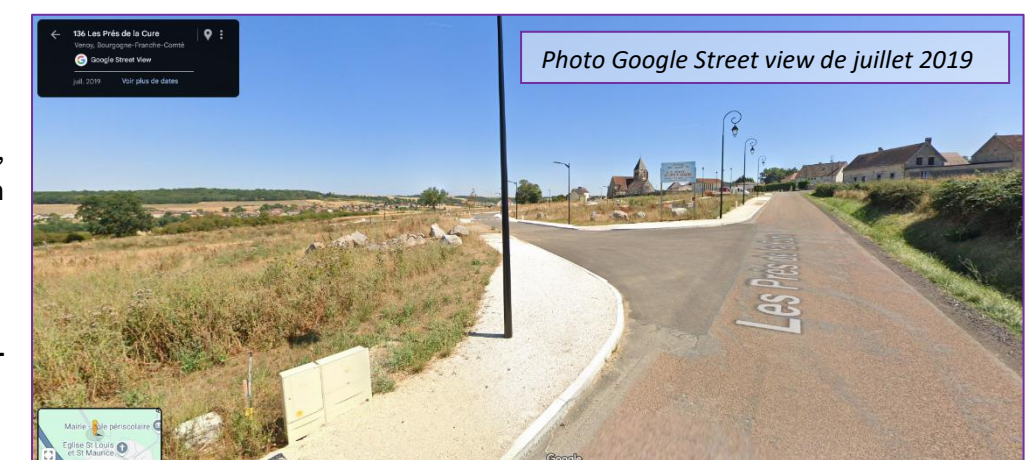 136 Les Prés de la Cure
Venoy, Bourgogne-Franche-Comté
Google Street View
juil. 2019 Voir plus de dates
Photo Google Street view de juillet 2019
Les Prés de la Cure
Mairie - Pôle périscolaire
Eglise St Louis
et St Maurice
Google